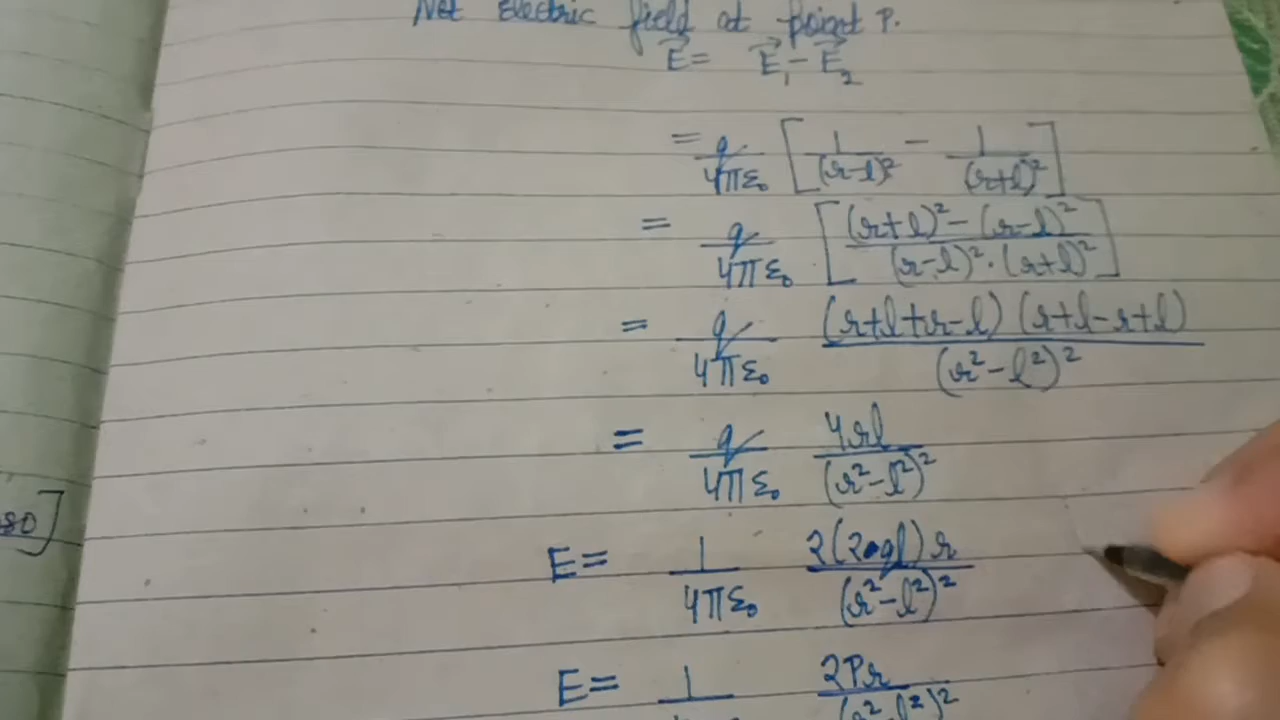 Net Electric field at point P.
E⃗ = E⃗₁ - E⃗₂
= q/4πε₀ [1/(r-l)² - 1/(r+l)²]
= q/4πε₀ [(r+l)² - (r-l)² / (r-l)² · (r+l)²]
= q/4πε₀ (r+l+r-l) (r+l-r+l) / (r²-l²)²
= q/4πε₀ 4rl / (r²-l²)²
E = 1/4πε₀ 2(2ql)r / (r²-l²)²
E = 1 2Pr / (r²-l²)²